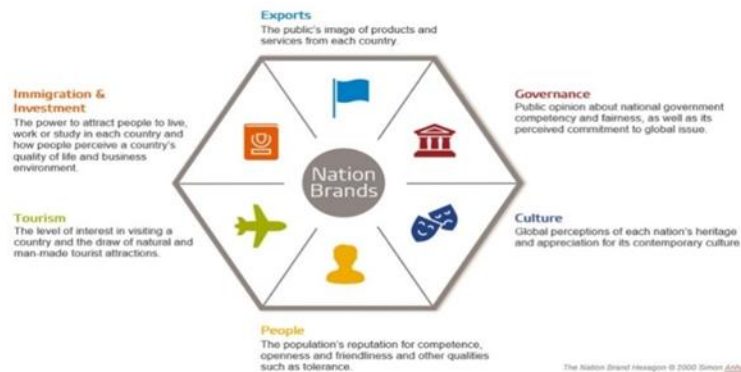 Exports
The public's image of products and
services from each country.
Immigration &
Investment
The power to attract people to live,
work or study in each country and
how people perceive a country's
quality of life and business
environment.
Governance
Public opinion about national government
competency and fairness, as well as its
perceived commitment to global issue.
Nation
Brands
Tourism
The level of interest in visiting a
country and the draw of natural and
man-made tourist attractions.
Culture
Global perceptions of each nation's heritage
and appreciation for its contemporary culture
People
The population's reputation for competence,
openness and friendliness and other qualities
such as tolerance.
The Nation Brand Hexagon © 2000 Simon Anh